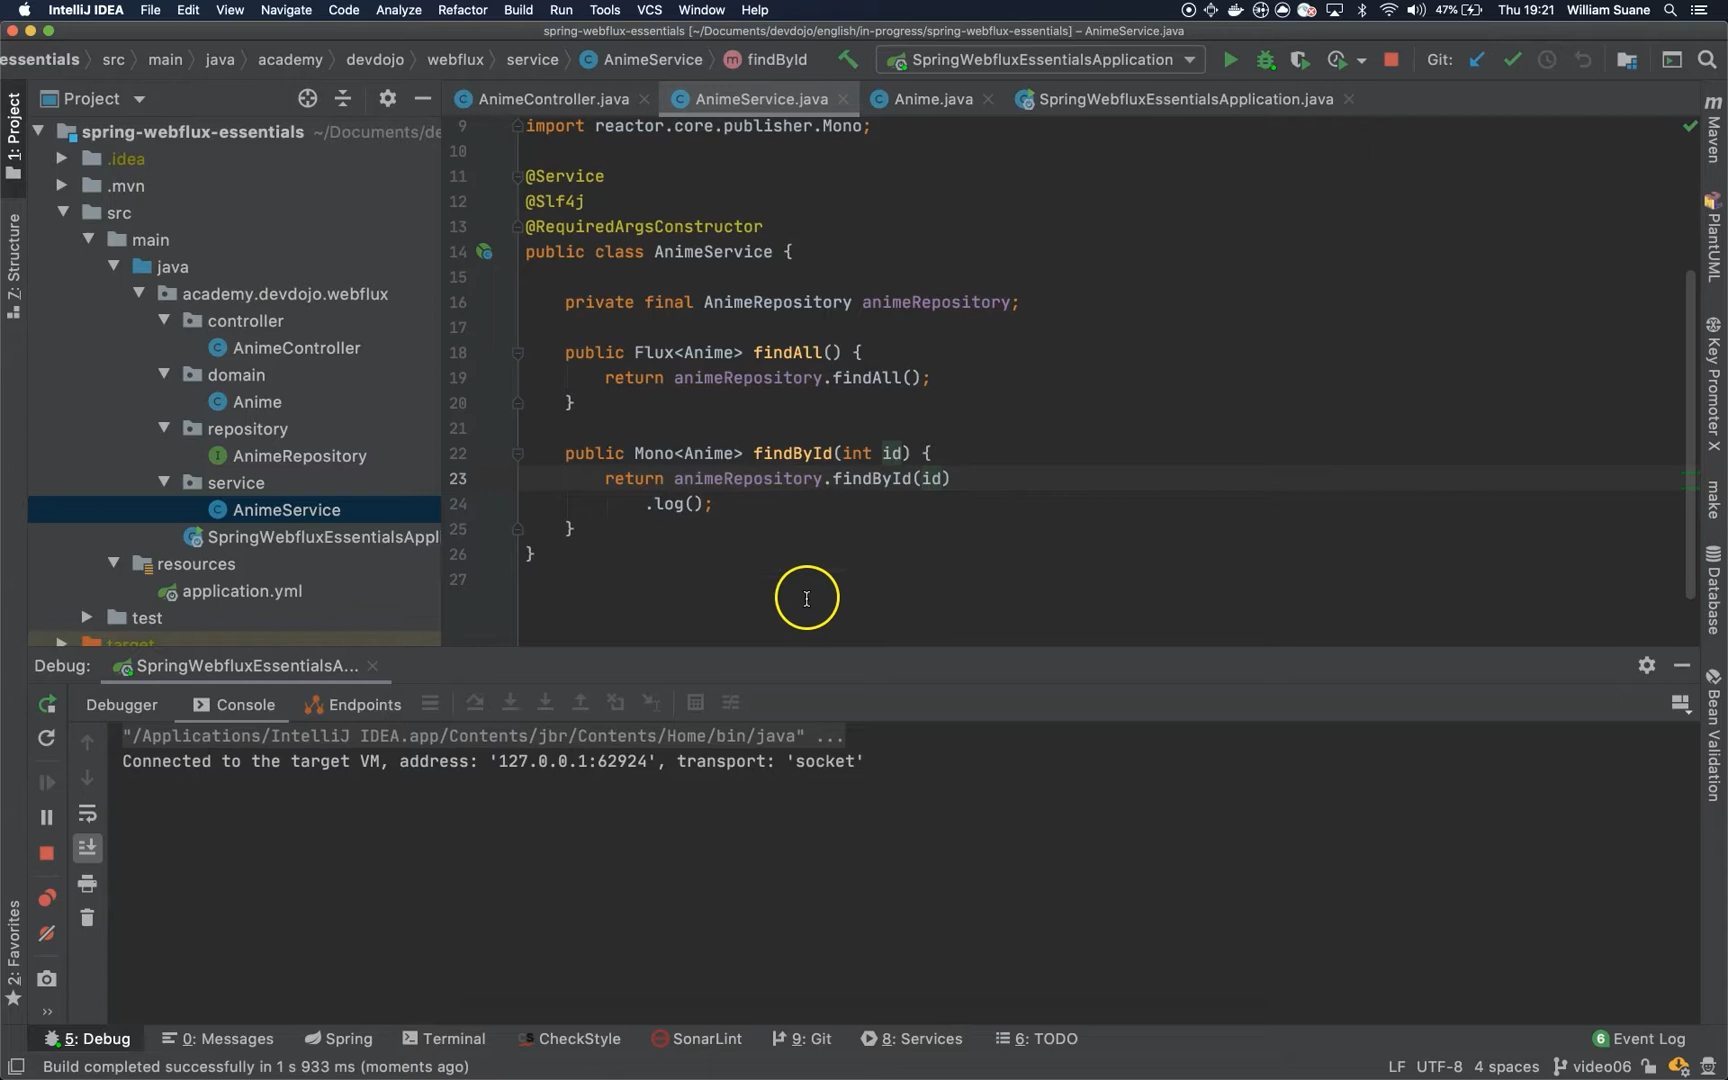 IntelliJ IDEA File Edit View Navigate Code Analyze Refactor Build Run Tools VCS Window Help 47% Thu 19:21 William Suane
spring-webflux-essentials [~/Documents/devdojo/english/in-progress/spring-webflux-essentials] – AnimeService.java
essentials src main java academy devdojo webflux service AnimeService findById SpringWebfluxEssentialsApplication Git:
1: Project
7: Structure
2: Favorites
Project
AnimeController.java AnimeService.java Anime.java SpringWebfluxEssentialsApplication.java
spring-webflux-essentials ~/Documents/de
.idea
.mvn
src
main
java
academy.devdojo.webflux
controller
AnimeController
domain
Anime
repository
AnimeRepository
service
AnimeService
SpringWebfluxEssentialsAppl
resources
application.yml
test
target
9 import reactor.core.publisher.Mono;
10
11 @Service
12 @Slf4j
13 @RequiredArgsConstructor
14 public class AnimeService {
15
16 private final AnimeRepository animeRepository;
17
18 public Flux<Anime> findAll() {
19 return animeRepository.findAll();
20 }
21
22 public Mono<Anime> findById(int id) {
23 return animeRepository.findById(id)
24 .log();
25 }
26 }
27
Maven
PlantUML
Key Promoter X
make
Database
Bean Validation
Debug: SpringWebfluxEssentialsA...
Debugger Console Endpoints
"/Applications/IntelliJ IDEA.app/Contents/jbr/Contents/Home/bin/java" ...
Connected to the target VM, address: '127.0.0.1:62924', transport: 'socket'
5: Debug 0: Messages Spring Terminal CheckStyle SonarLint 9: Git 8: Services 6: TODO 6 Event Log
Build completed successfully in 1 s 933 ms (moments ago) LF UTF-8 4 spaces video06